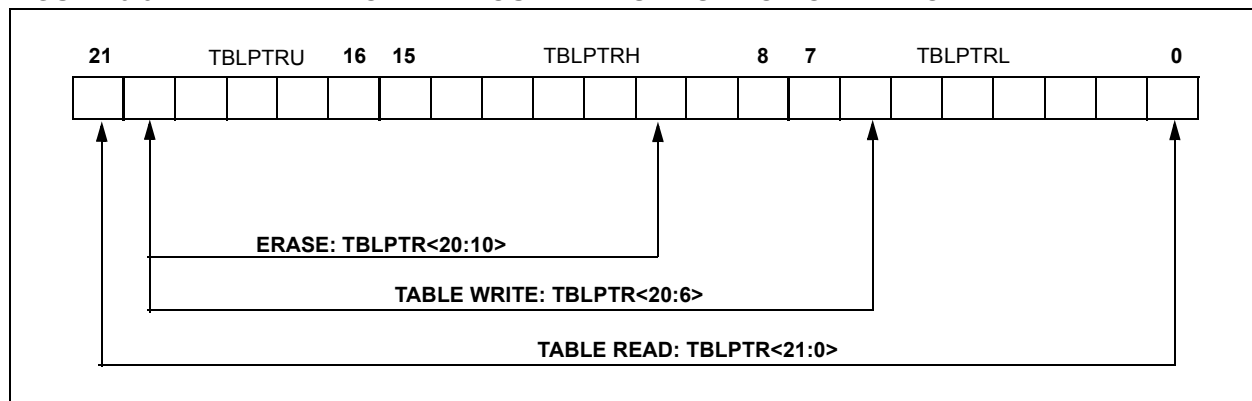 21 TBLPTRU 16 15 TBLPTRH 8 7 TBLPTRL 0
ERASE: TBLPTR<20:10>
TABLE WRITE: TBLPTR<20:6>
TABLE READ: TBLPTR<21:0>